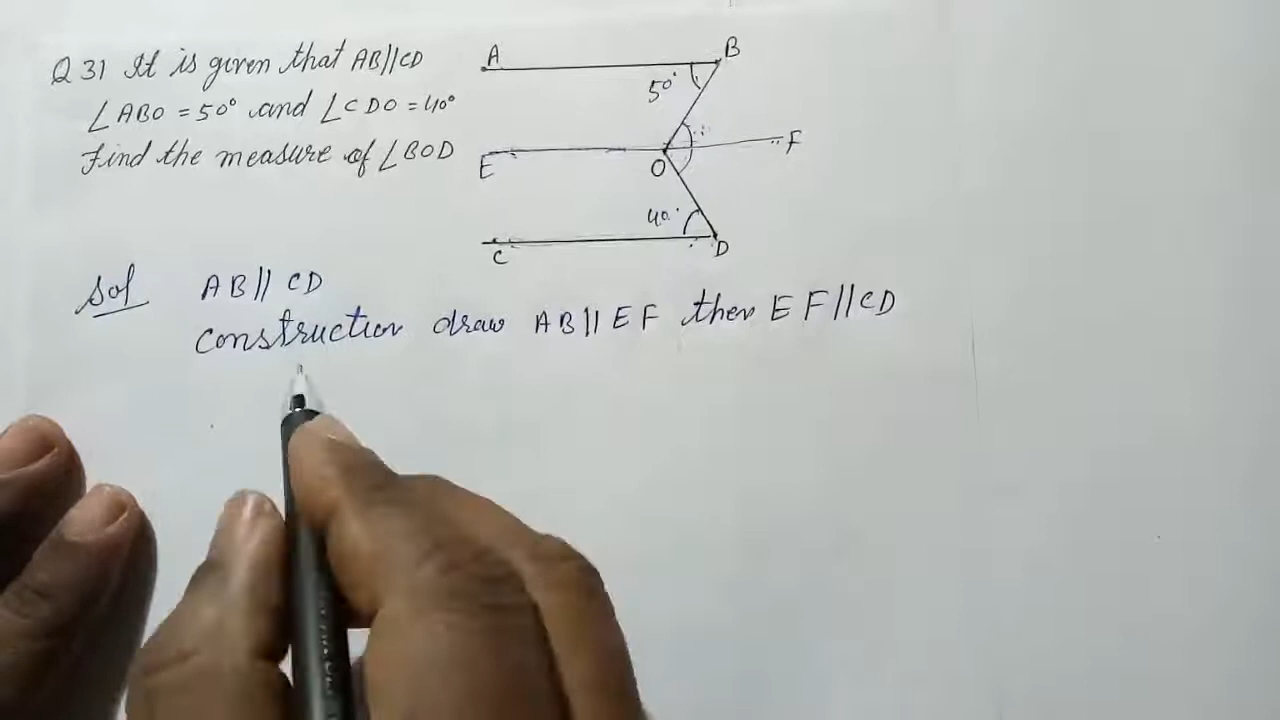 Q 31 It is given that AB//CD
∠ABO = 50° and ∠CDO = 40°
Find the measure of ∠BOD
A
B
50°
E
O
F
40°
C
D
Sol AB// CD
construction draw AB// EF then EF//CD